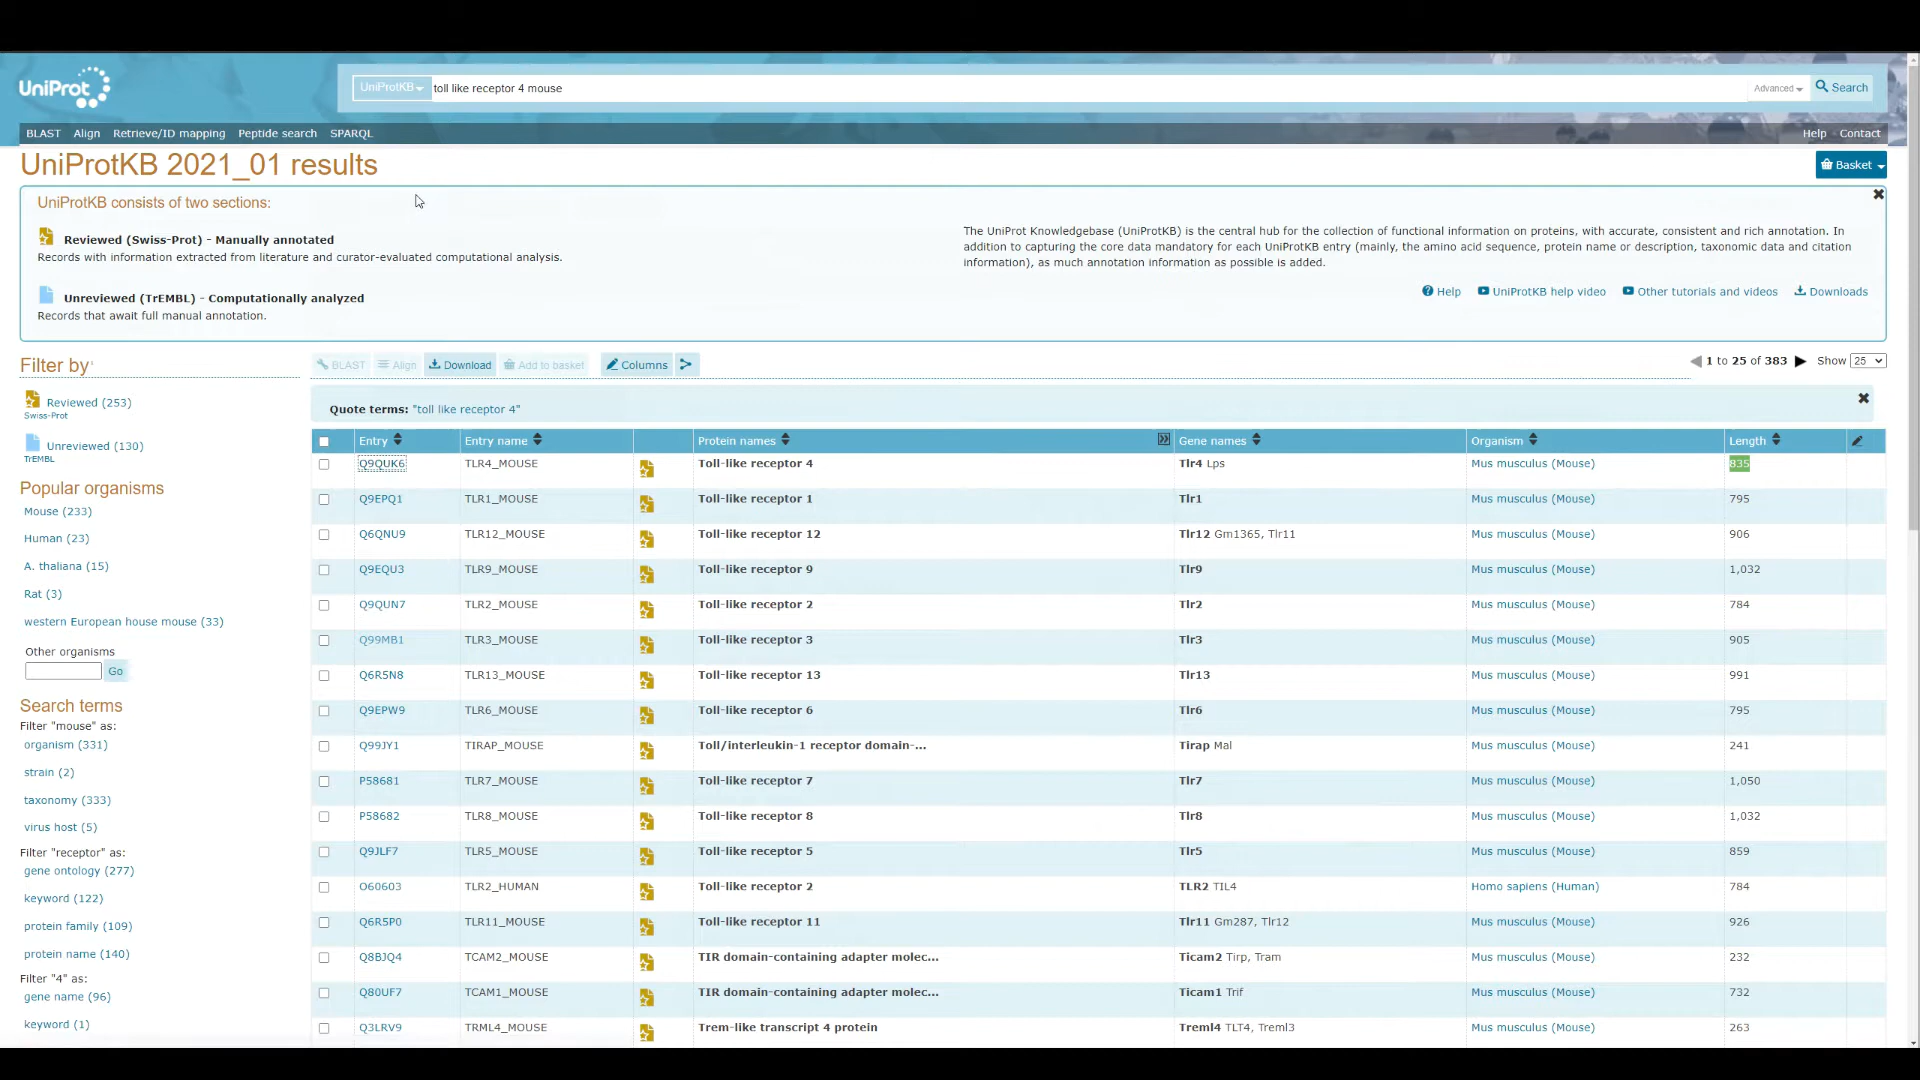 UniProt
UniProtKB
toll like receptor 4 mouse
Advanced
Search
BLAST Align Retrieve/ID mapping Peptide search SPARQL
Help Contact
UniProtKB 2021_01 results
Basket
UniProtKB consists of two sections:
Reviewed (Swiss-Prot) - Manually annotated
Records with information extracted from literature and curator-evaluated computational analysis.
Unreviewed (TrEMBL) - Computationally analyzed
Records that await full manual annotation.
The UniProt Knowledgebase (UniProtKB) is the central hub for the collection of functional information on proteins, with accurate, consistent and rich annotation. In
addition to capturing the core data mandatory for each UniProtKB entry (mainly, the amino acid sequence, protein name or description, taxonomic data and citation
information), as much annotation information as possible is added.
Help UniProtKB help video Other tutorials and videos Downloads
Filter by
Reviewed (253)
Swiss-Prot
Unreviewed (130)
TrEMBL
Popular organisms
Mouse (233)
Human (23)
A. thaliana (15)
Rat (3)
western European house mouse (33)
Other organisms
Go
Search terms
Filter "mouse" as:
organism (331)
strain (2)
taxonomy (333)
virus host (5)
Filter "receptor" as:
gene ontology (277)
keyword (122)
protein family (109)
protein name (140)
Filter "4" as:
gene name (96)
keyword (1)
BLAST Align Download Add to basket Columns
1 to 25 of 383 Show 25
Quote terms: "toll like receptor 4"
Entry Entry name Protein names Gene names Organism Length
Q9QUK6 TLR4_MOUSE Toll-like receptor 4 Tlr4 Lps Mus musculus (Mouse) 835
Q9EPQ1 TLR1_MOUSE Toll-like receptor 1 Tlr1 Mus musculus (Mouse) 795
Q6QNU9 TLR12_MOUSE Toll-like receptor 12 Tlr12 Gm1365, Tlr11 Mus musculus (Mouse) 906
Q9EQU3 TLR9_MOUSE Toll-like receptor 9 Tlr9 Mus musculus (Mouse) 1,032
Q9QUN7 TLR2_MOUSE Toll-like receptor 2 Tlr2 Mus musculus (Mouse) 784
Q99MB1 TLR3_MOUSE Toll-like receptor 3 Tlr3 Mus musculus (Mouse) 905
Q6R5N8 TLR13_MOUSE Toll-like receptor 13 Tlr13 Mus musculus (Mouse) 991
Q9EPW9 TLR6_MOUSE Toll-like receptor 6 Tlr6 Mus musculus (Mouse) 795
Q99JY1 TIRAP_MOUSE Toll/interleukin-1 receptor domain-... Tirap Mal Mus musculus (Mouse) 241
P58681 TLR7_MOUSE Toll-like receptor 7 Tlr7 Mus musculus (Mouse) 1,050
P58682 TLR8_MOUSE Toll-like receptor 8 Tlr8 Mus musculus (Mouse) 1,032
Q9JLF7 TLR5_MOUSE Toll-like receptor 5 Tlr5 Mus musculus (Mouse) 859
O60603 TLR2_HUMAN Toll-like receptor 2 TLR2 TIL4 Homo sapiens (Human) 784
Q6R5P0 TLR11_MOUSE Toll-like receptor 11 Tlr11 Gm287, Tlr12 Mus musculus (Mouse) 926
Q8BJQ4 TCAM2_MOUSE TIR domain-containing adapter molec... Ticam2 Tirp, Tram Mus musculus (Mouse) 232
Q80UF7 TCAM1_MOUSE TIR domain-containing adapter molec... Ticam1 Trif Mus musculus (Mouse) 732
Q3LRV9 TRML4_MOUSE Trem-like transcript 4 protein Treml4 TLT4, Treml3 Mus musculus (Mouse) 263